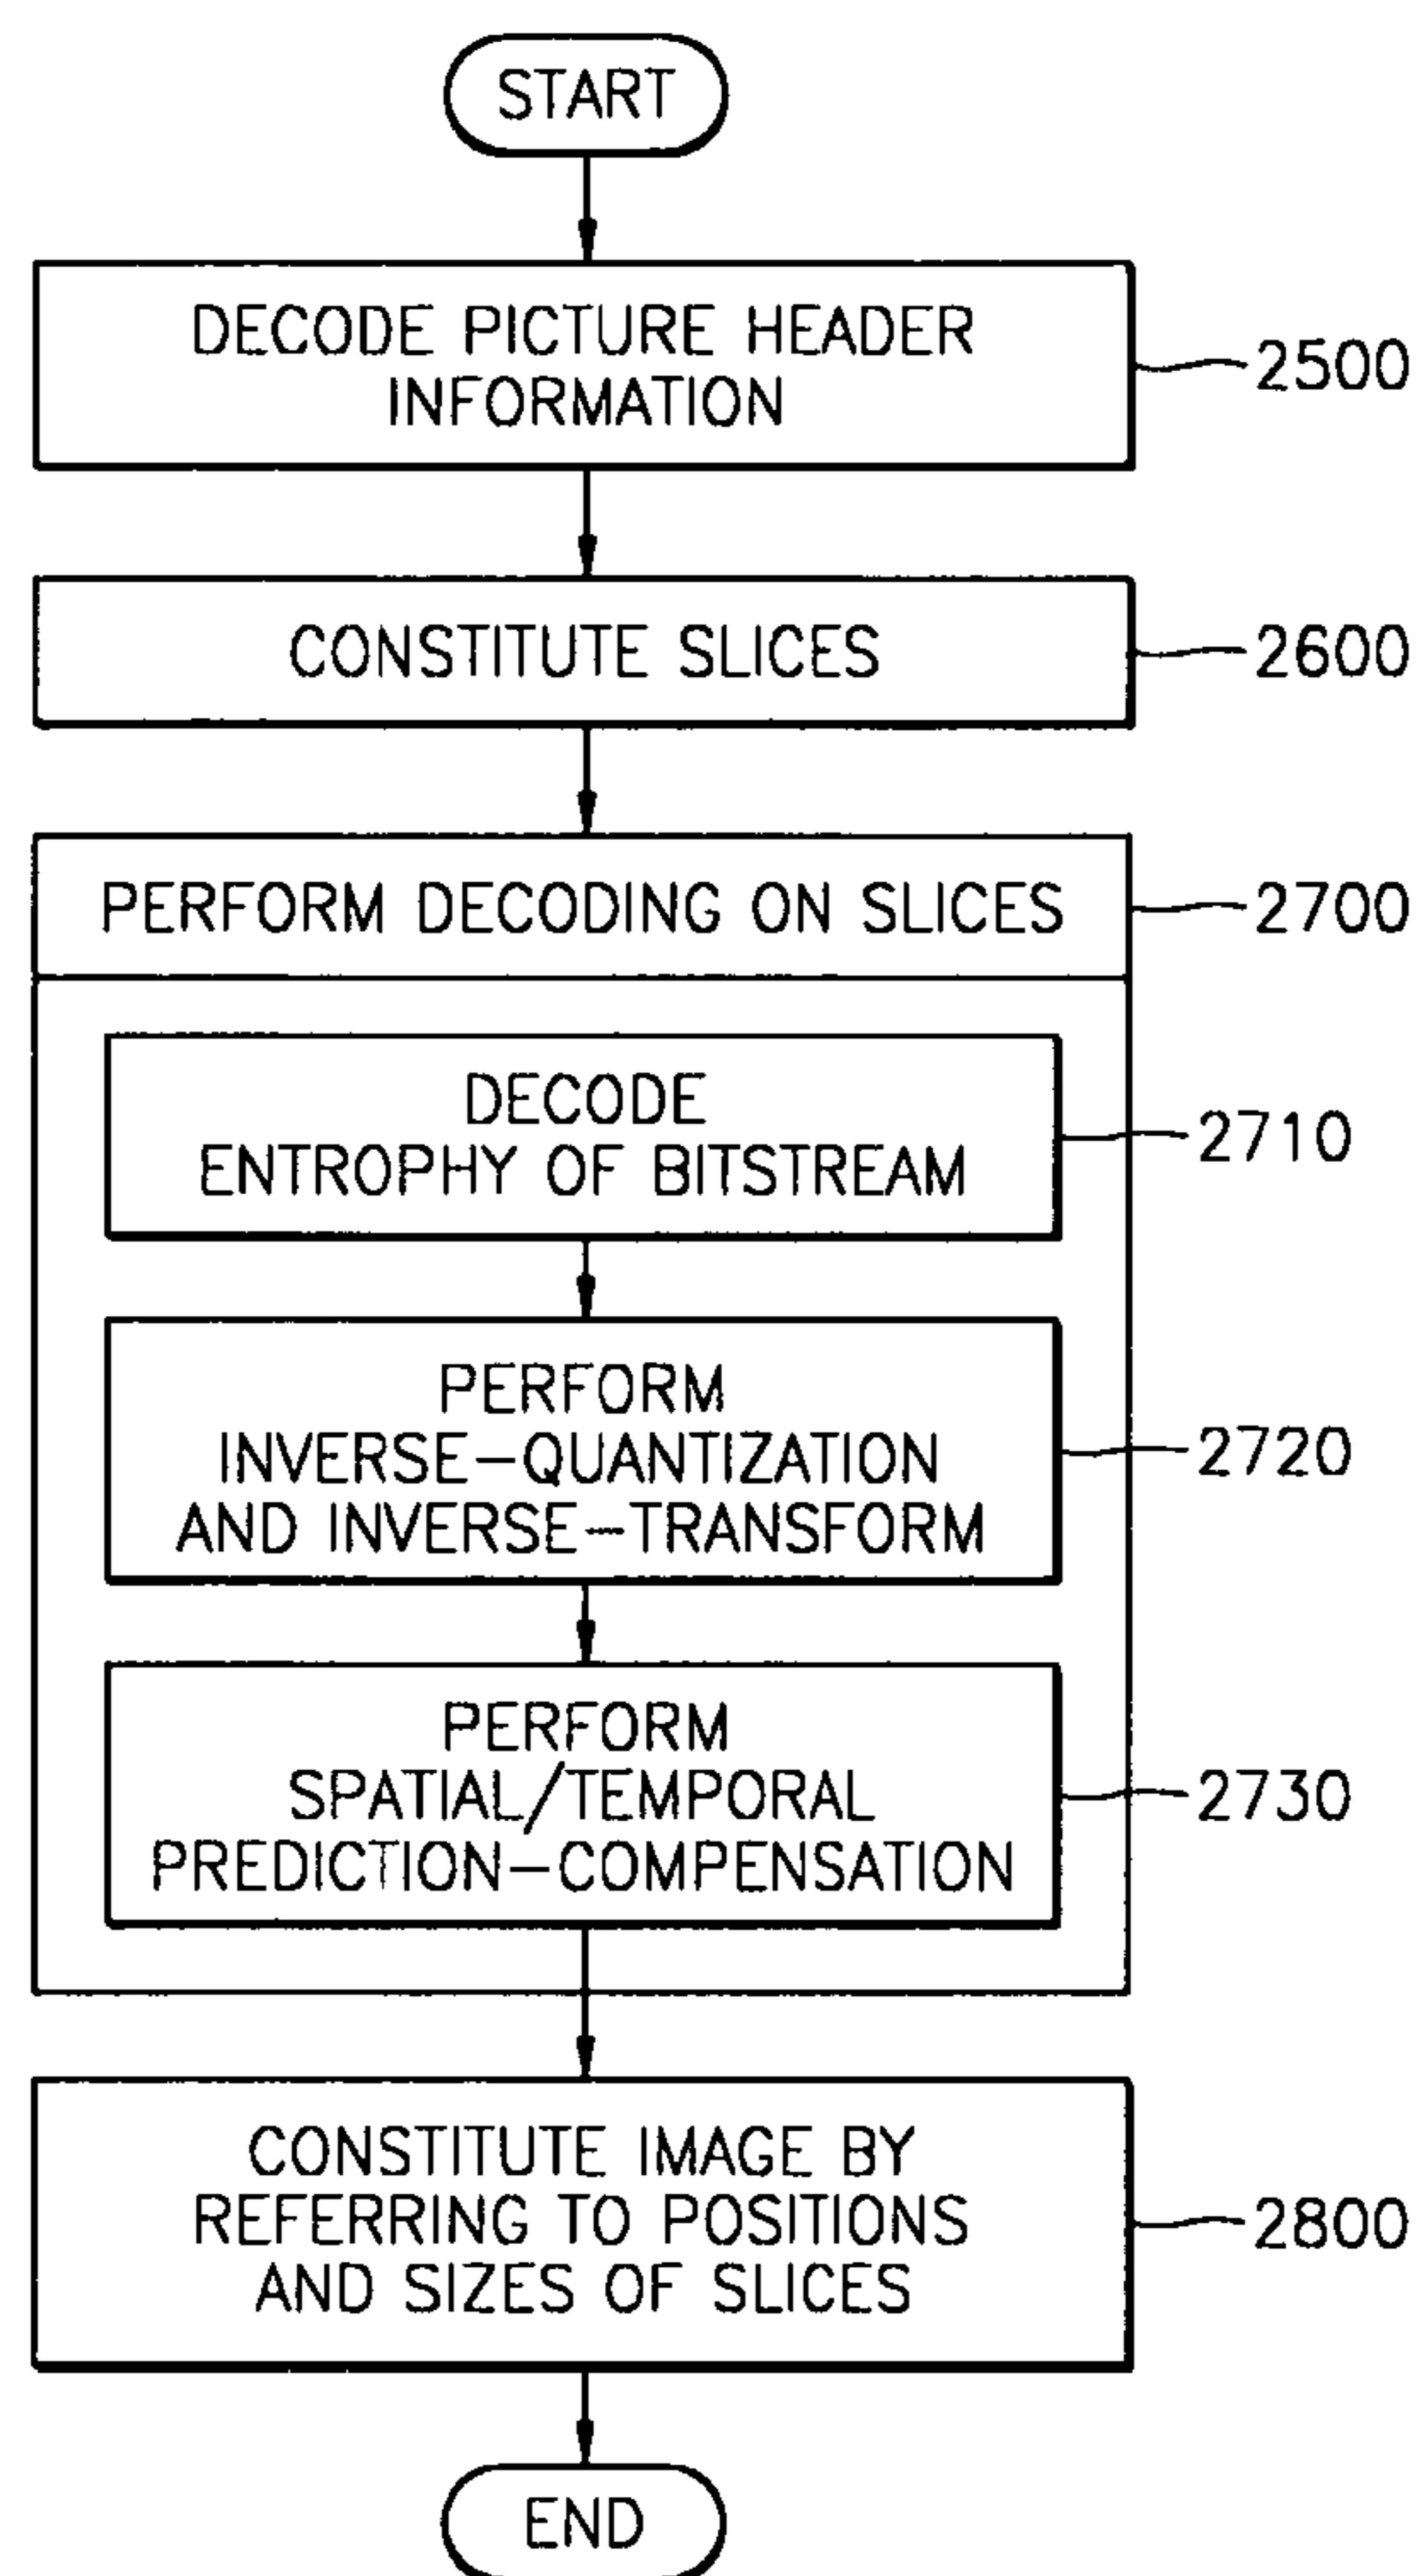 START
DECODE PICTURE HEADER
INFORMATION
2500
CONSTITUTE SLICES
2600
PERFORM DECODING ON SLICES
2700
DECODE
ENTROPHY OF BITSTREAM
2710
PERFORM
INVERSE-QUANTIZATION
AND INVERSE-TRANSFORM
2720
PERFORM
SPATIAL/TEMPORAL
PREDICTION-COMPENSATION
2730
CONSTITUTE IMAGE BY
REFERRING TO POSITIONS
AND SIZES OF SLICES
2800
END